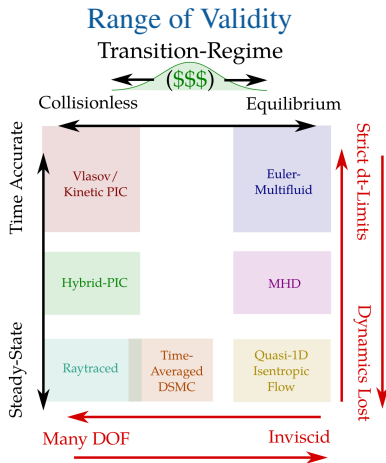 Range of Validity
Transition-Regime
($$$)
Collisionless
Equilibrium
Time Accurate
Steady-State
Vlasov/
Kinetic PIC
Euler-
Multifluid
Hybrid-PIC
MHD
Raytraced
Time-
Averaged
DSMC
Quasi-1D
Isentropic
Flow
Strict dt-Limits
Dynamics Lost
Many DOF
Inviscid